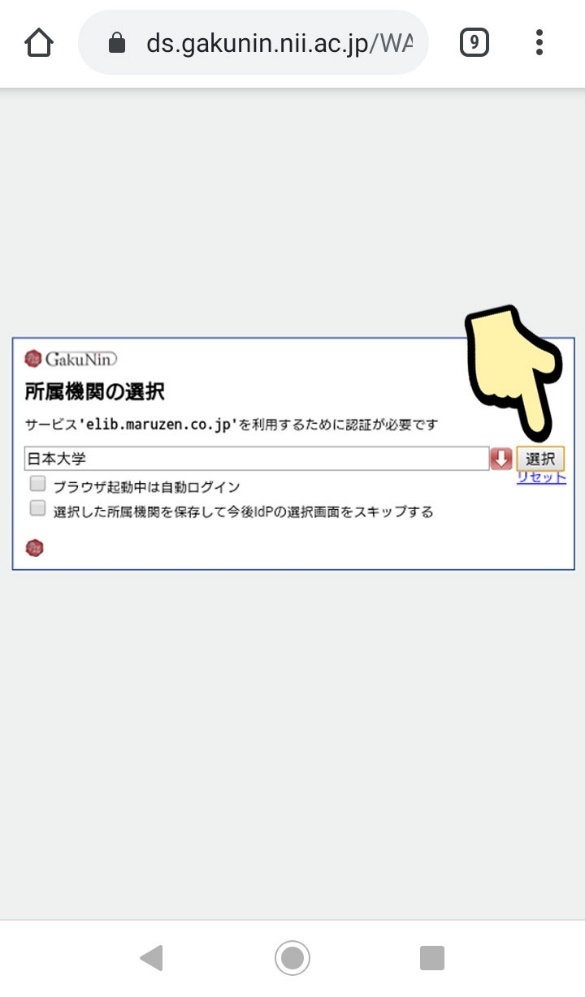 ds.gakunin.nii.ac.jp/WA
9
GakuNin
所属機関の選択
サービス'elib.maruzen.co.jp'を利用するために認証が必要です
日本大学
選択
リセット
ブラウザ起動中は自動ログイン
選択した所属機関を保存して今後IdPの選択画面をスキップする